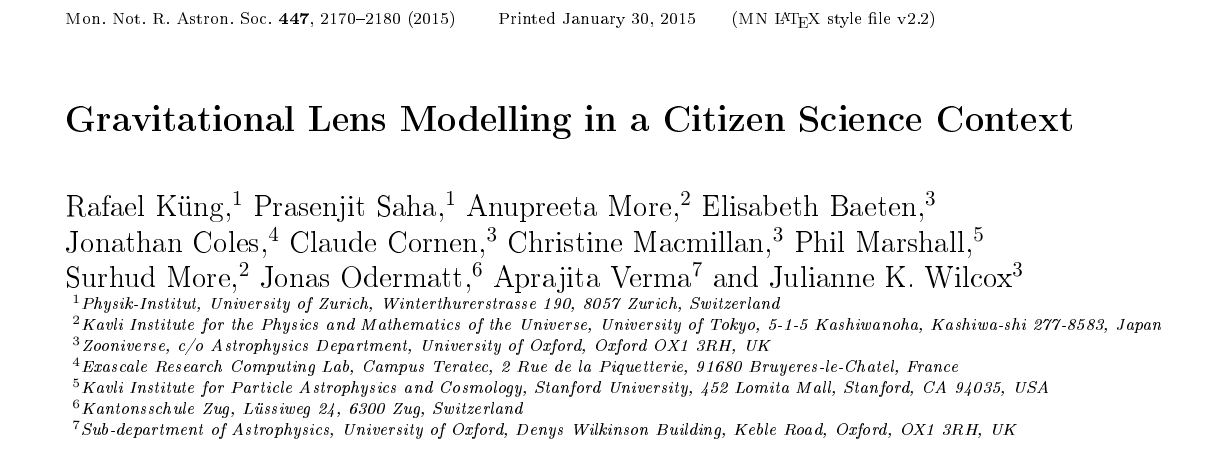 Mon. Not. R. Astron. Soc. 447, 2170–2180 (2015) Printed January 30, 2015 (MN LATEX style file v2.2)
Gravitational Lens Modelling in a Citizen Science Context
Rafael Küng,1 Prasenjit Saha,1 Anupreeta More,2 Elisabeth Baeten,3
Jonathan Coles,4 Claude Cornen,3 Christine Macmillan,3 Phil Marshall,5
Surhud More,2 Jonas Odermatt,6 Aprajita Verma7 and Julianne K. Wilcox3
1Physik-Institut, University of Zurich, Winterthurerstrasse 190, 8057 Zurich, Switzerland
2Kavli Institute for the Physics and Mathematics of the Universe, University of Tokyo, 5-1-5 Kashiwanoha, Kashiwa-shi 277-8583, Japan
3Zooniverse, c/o Astrophysics Department, University of Oxford, Oxford OX1 3RH, UK
4Exascale Research Computing Lab, Campus Teratec, 2 Rue de la Piquetterie, 91680 Bruyeres-le-Chatel, France
5Kavli Institute for Particle Astrophysics and Cosmology, Stanford University, 452 Lomita Mall, Stanford, CA 94035, USA
6Kantonsschule Zug, Lüssiweg 24, 6300 Zug, Switzerland
7Sub-department of Astrophysics, University of Oxford, Denys Wilkinson Building, Keble Road, Oxford, OX1 3RH, UK